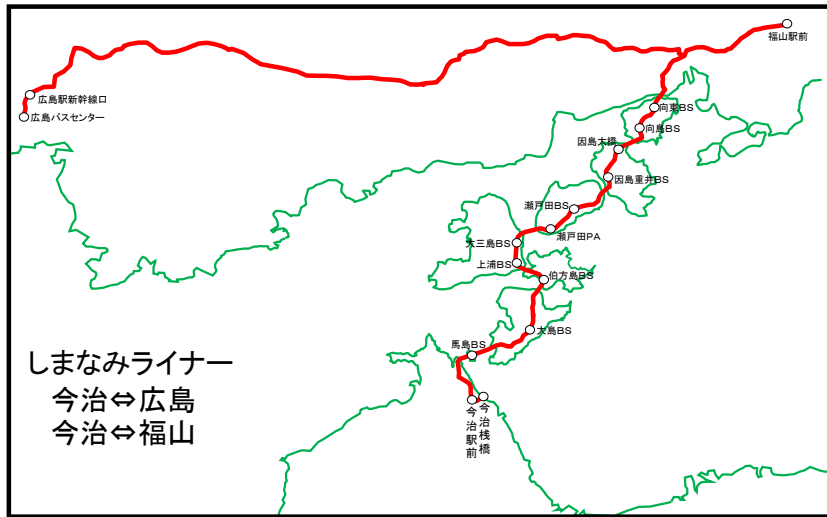 福山駅前
広島駅新幹線口
広島バスセンター
向東BS
向島BS
因島大橋
因島重井BS
瀬戸田BS
瀬戸田PA
大三島BS
上浦BS
伯方島BS
大島BS
馬島BS
しまなみライナー
今治⇔広島
今治⇔福山
今治駅前
今治桟橋